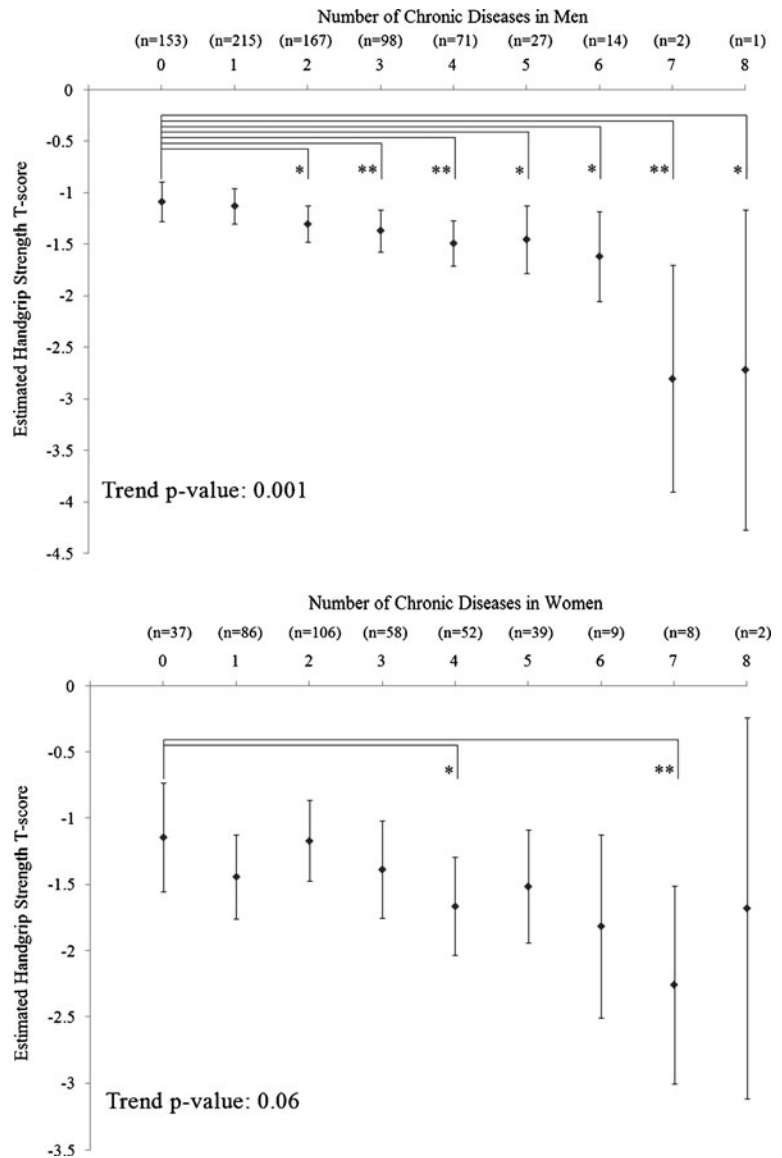 Number of Chronic Diseases in Men
(n=153) (n=215) (n=167) (n=98) (n=71) (n=27) (n=14) (n=2) (n=1)
0 1 2 3 4 5 6 7 8
0
-0.5
* ** ** * * ** *
-1
-1.5
-2
-2.5
-3
-3.5
-4
-4.5
Estimated Handgrip Strength T-score
Trend p-value: 0.001
Number of Chronic Diseases in Women
(n=37) (n=86) (n=106) (n=58) (n=52) (n=39) (n=9) (n=8) (n=2)
0 1 2 3 4 5 6 7 8
0
-0.5
* **
-1
-1.5
-2
-2.5
-3
-3.5
Estimated Handgrip Strength T-score
Trend p-value: 0.06